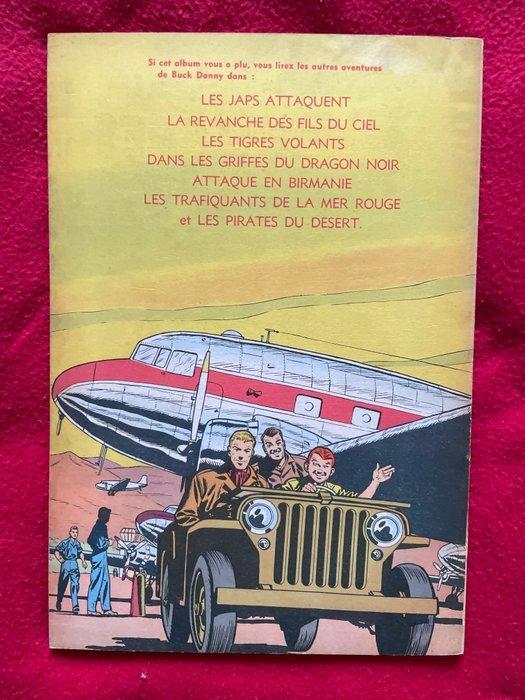 Si cet album vous a plu, vous lirez les autres aventures
de Buck Danny dans :
LES JAPS ATTAQUENT
LA REVANCHE DES FILS DU CIEL
LES TIGRES VOLANTS
DANS LES GRIFFES DU DRAGON NOIR
ATTAQUE EN BIRMANIE
LES TRAFIQUANTS DE LA MER ROUGE
et LES PIRATES DU DESERT.